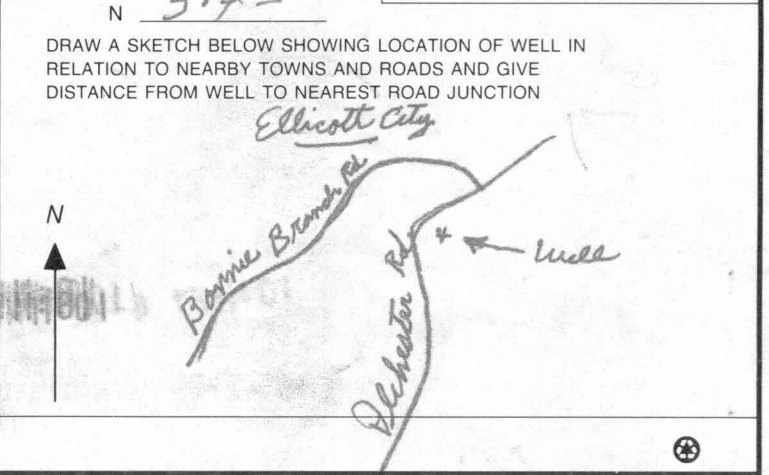 N
DRAW A SKETCH BELOW SHOWING LOCATION OF WELL IN
RELATION TO NEARBY TOWNS AND ROADS AND GIVE
DISTANCE FROM WELL TO NEAREST ROAD JUNCTION
Ellicott City
Bonnie Branch Rd
N
Well
Ilchester Rd